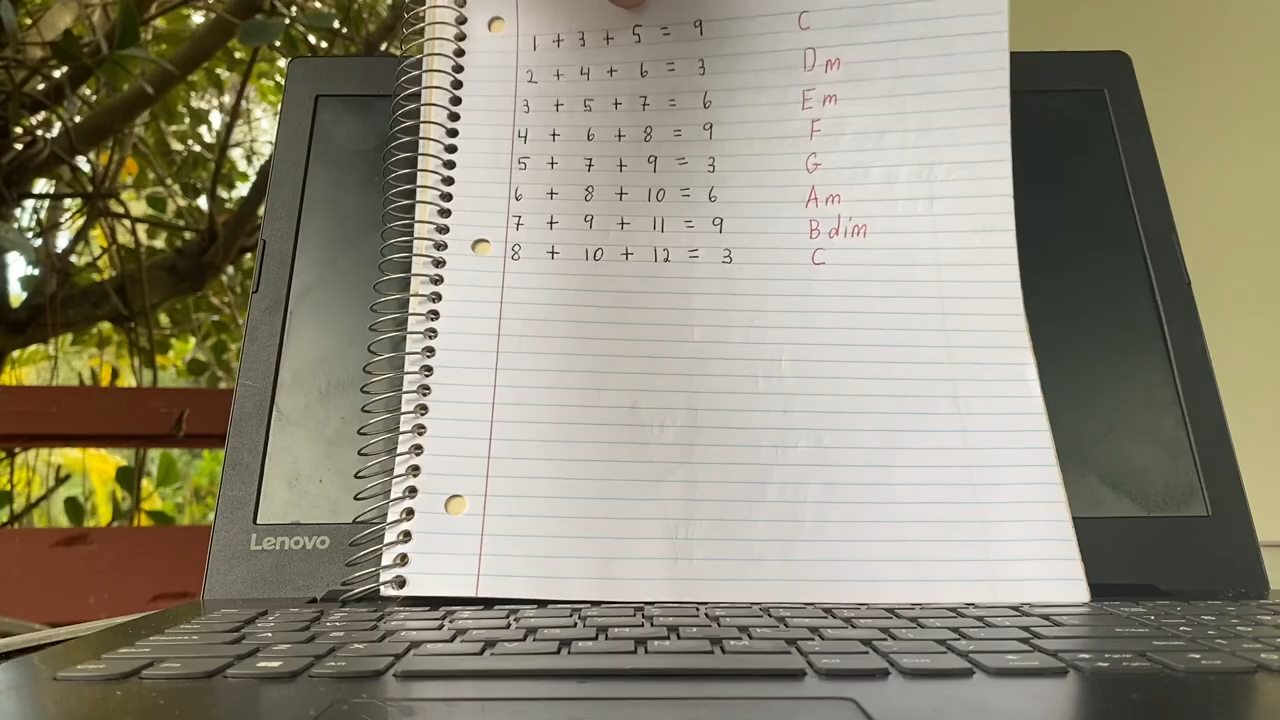 1 + 3 + 5 = 9 C
2 + 4 + 6 = 3 Dm
3 + 5 + 7 = 6 Em
4 + 6 + 8 = 9 F
5 + 7 + 9 = 3 G
6 + 8 + 10 = 6 Am
7 + 9 + 11 = 9 Bdim
8 + 10 + 12 = 3 C
Lenovo